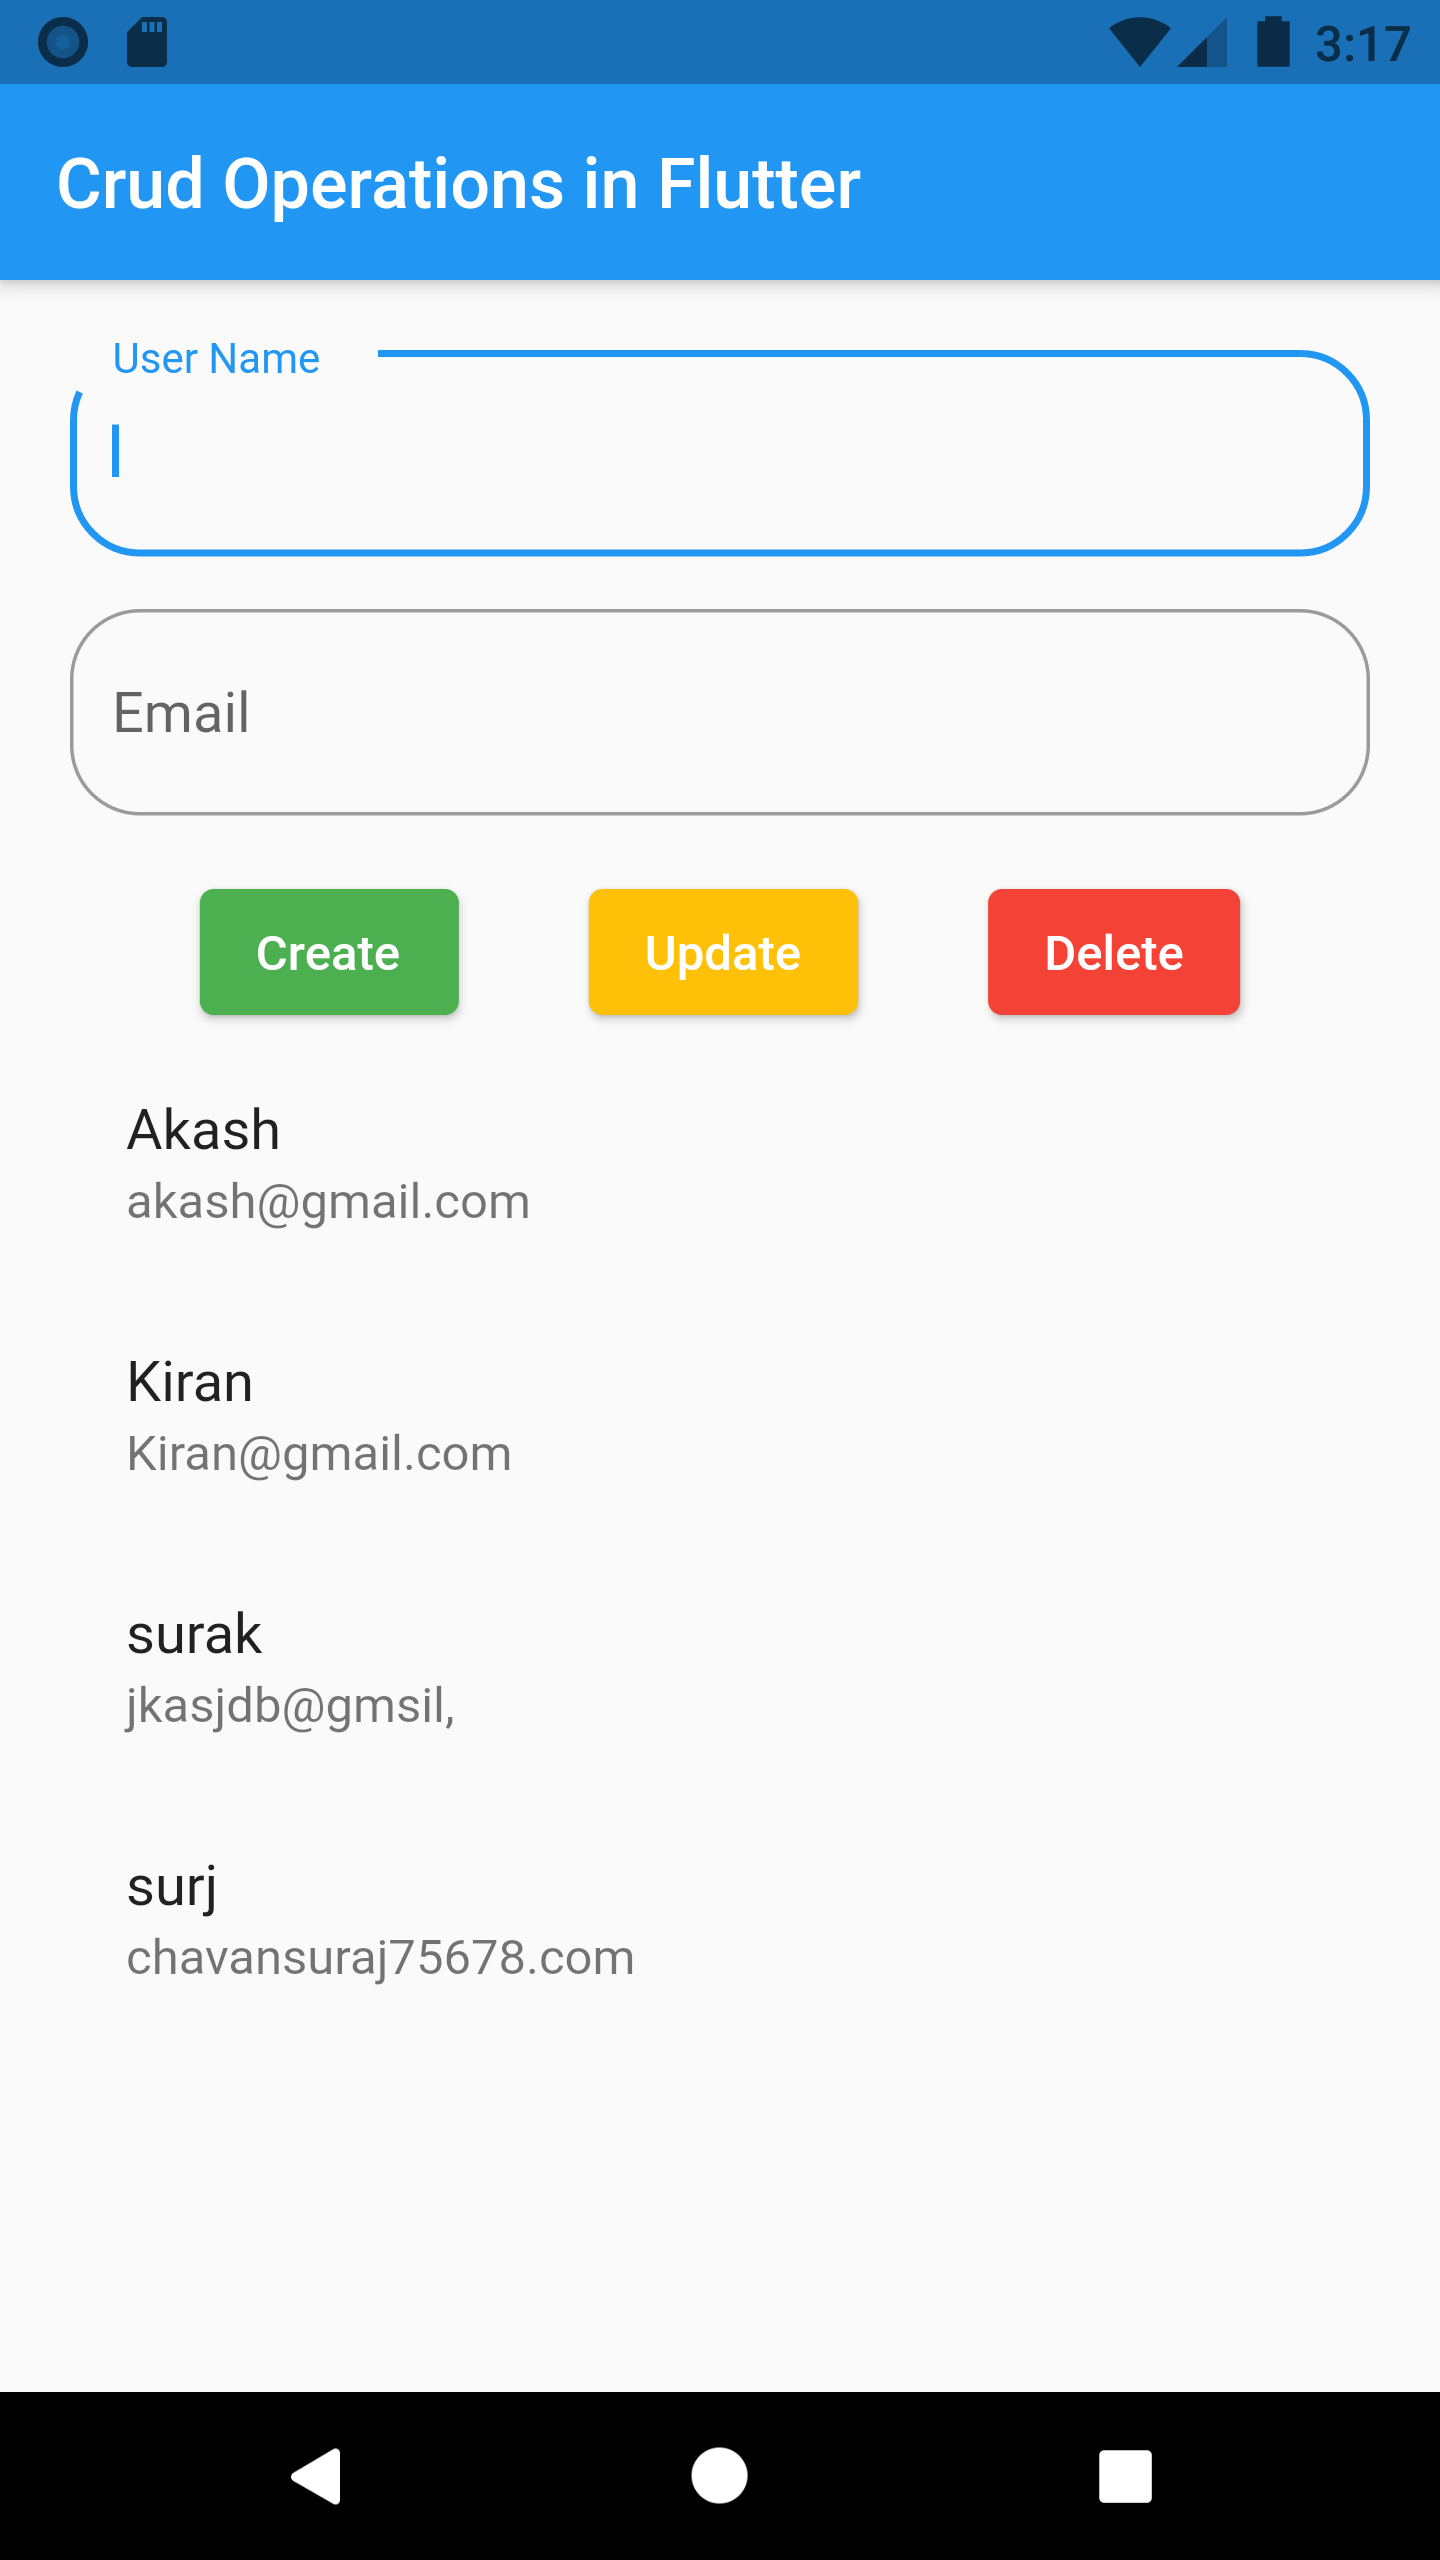 3:17
Crud Operations in Flutter
User Name
Email
Create Update Delete
Akash
akash@gmail.com
Kiran
Kiran@gmail.com
surak
jkasjdb@gmsil,
surj
chavansuraj75678.com